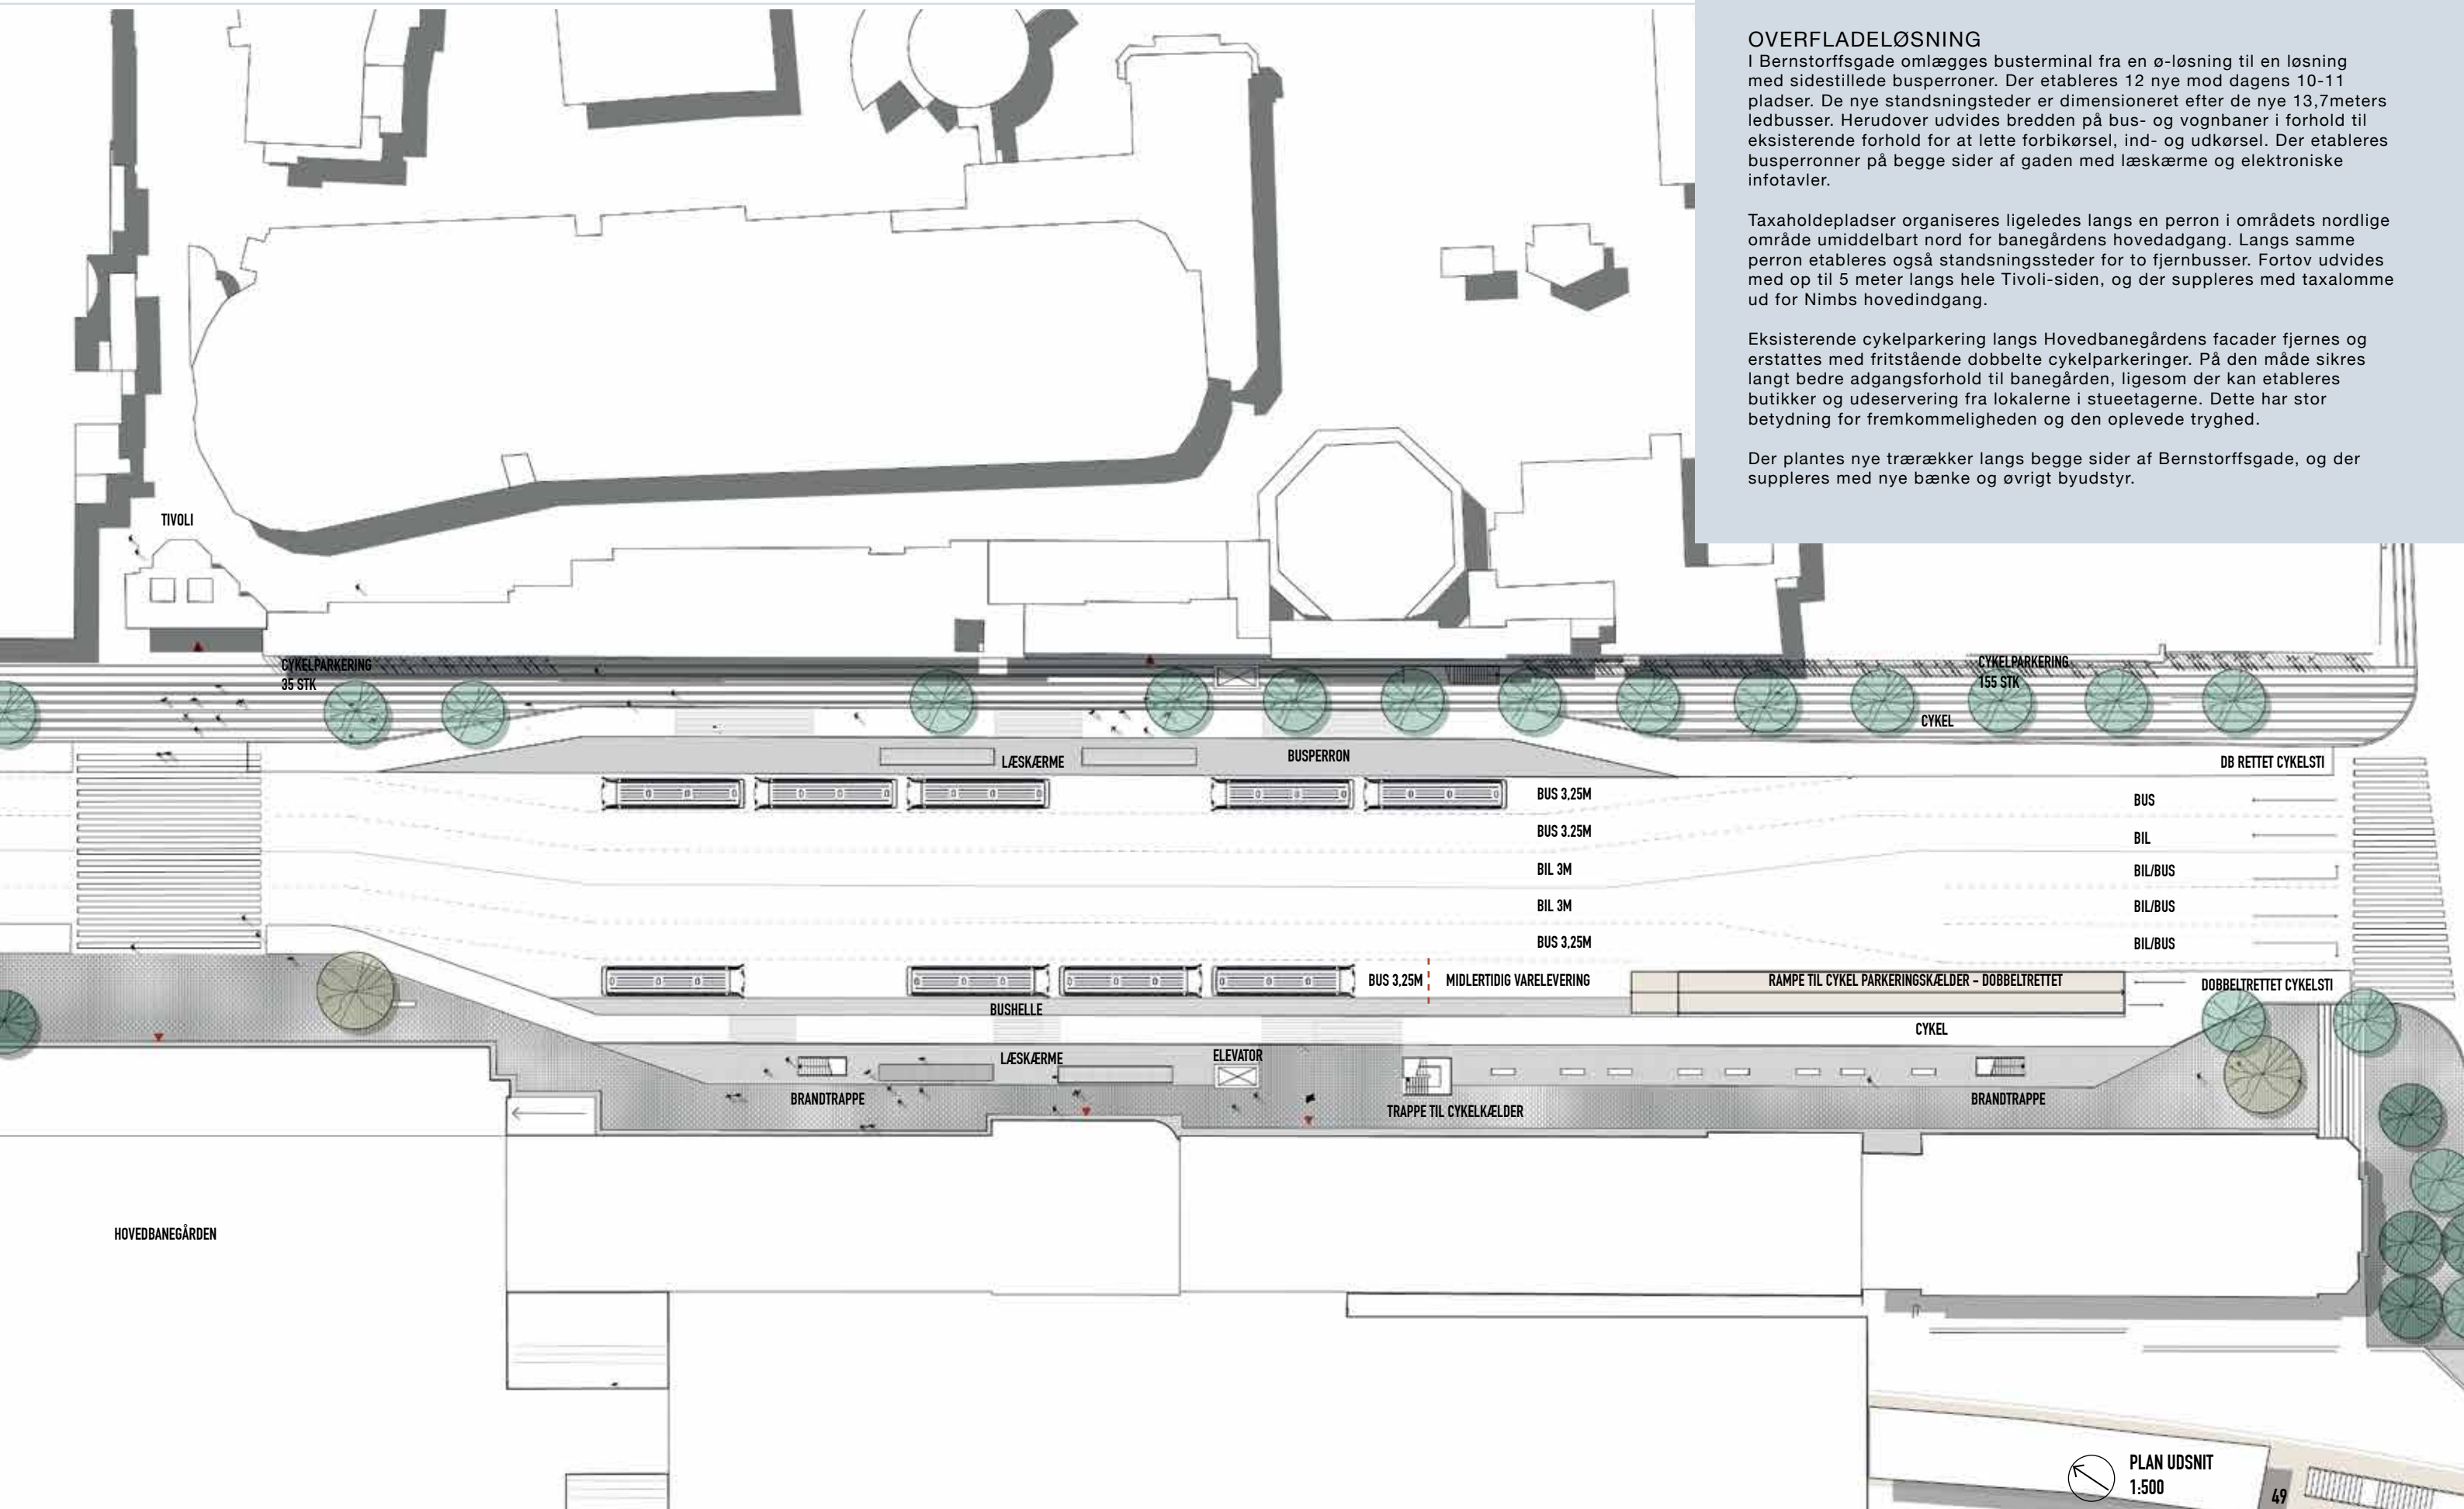 OVERFLADELØSNING
I Bernstorffsgade omlægges busterminal fra en ø-løsning til en løsning
med sidestillede busperroner. Der etableres 12 nye mod dagens 10-11
pladser. De nye standsningsteder er dimensioneret efter de nye 13,7meters
ledbusser. Herudover udvides bredden på bus- og vognbaner i forhold til
eksisterende forhold for at lette forbikørsel, ind- og udkørsel. Der etableres
busperronner på begge sider af gaden med læskærme og elektroniske
infotavler.
Taxaholdepladser organiseres ligeledes langs en perron i områdets nordlige
område umiddelbart nord for banegårdens hovedadgang. Langs samme
perron etableres også standsningssteder for to fjernbusser. Fortov udvides
med op til 5 meter langs hele Tivoli-siden, og der suppleres med taxalomme
ud for Nimbs hovedindgang.
Eksisterende cykelparkering langs Hovedbanegårdens facader fjernes og
erstattes med fritstående dobbelte cykelparkeringer. På den måde sikres
langt bedre adgangsforhold til banegården, ligesom der kan etableres
butikker og udeservering fra lokalerne i stueetagerne. Dette har stor
betydning for fremkommeligheden og den oplevede tryghed.
Der plantes nye trærækker langs begge sider af Bernstorffsgade, og der
suppleres med nye bænke og øvrigt byudstyr.
TIVOLI
CYKELPARKERING
35 STK
CYKELPARKERING
155 STK
CYKEL
LÆSKÆRME
BUSPERRON
DB RETTET CYKELSTI
BUS 3,25M
BUS
BUS 3.25M
BIL
BIL 3M
BIL/BUS
BIL 3M
BIL/BUS
BUS 3,25M
BIL/BUS
BUS 3,25M
MIDLERTIDIG VARELEVERING
RAMPE TIL CYKEL PARKERINGSKÆLDER – DOBBELTRETTET
DOBBELTRETTET CYKELSTI
BUSHELLE
CYKEL
LÆSKÆRME
ELEVATOR
BRANDTRAPPE
TRAPPE TIL CYKELKÆLDER
BRANDTRAPPE
HOVEDBANEGÅRDEN
PLAN UDSNIT
1:500
49